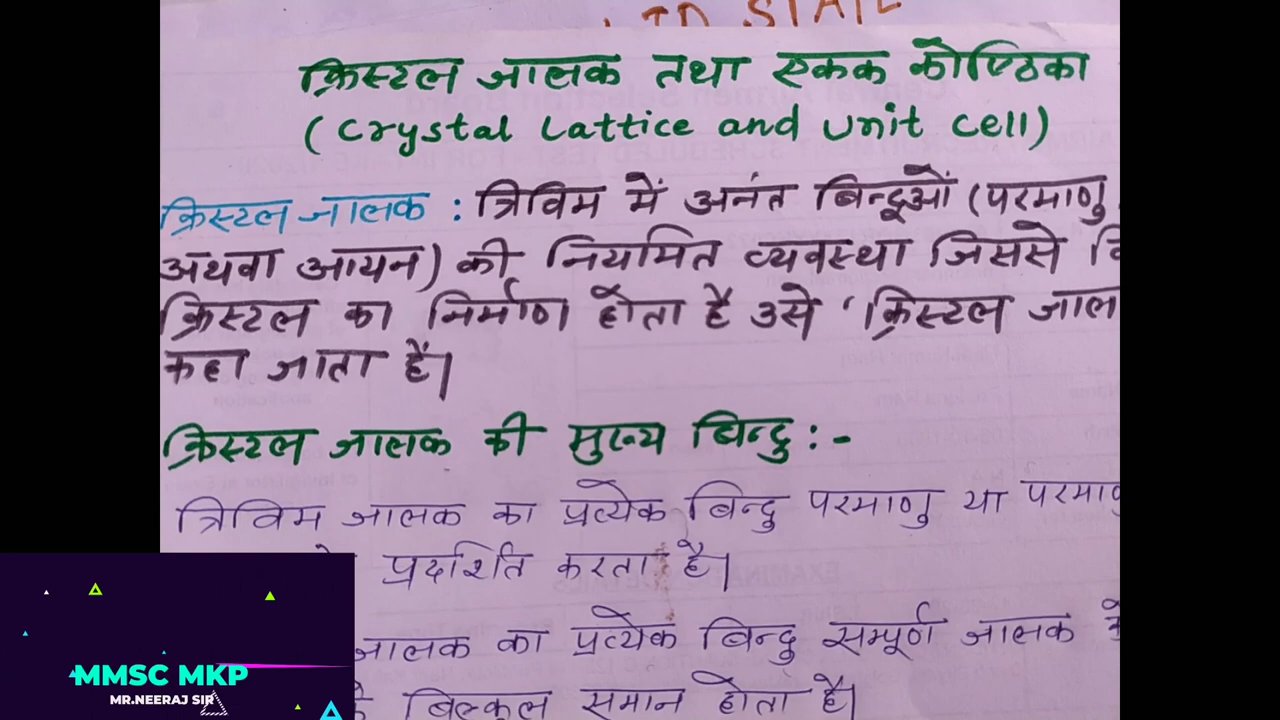 क्रिस्टल जालक तथा एकक कोष्ठिका
(Crystal Lattice and Unit Cell)
क्रिस्टल जालक : त्रिविम में अनंत बिन्दूओं (परमाणु
अथवा आयन) की नियमित व्यवस्था जिससे
क्रिस्टल का निर्माण होता है उसे 'क्रिस्टल जाल
कहा जाता हैं।
क्रिस्टल जालक की मुख्य बिन्दु :-
त्रिविम जालक का प्रत्येक बिन्दु परमाणु या परमाणु
प्रदर्शित करता है।
जालक का प्रत्येक बिन्दु सम्पूर्ण जालक
बिल्कुल समान होता है।
MMSC MKP
MR.NEERAJ SIR